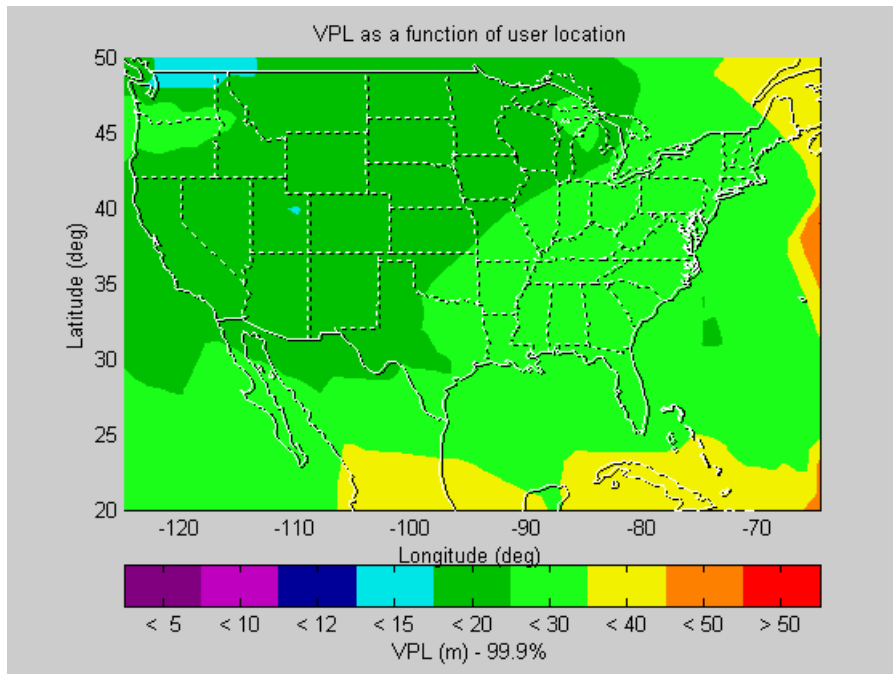 VPL as a function of user location
50
45
40
35
30
25
20
Latitude (deg)
-120 -110 -100 -90 -80 -70
Longitude (deg)
< 5 < 10 < 12 < 15 < 20 < 30 < 40 < 50 > 50
VPL (m) - 99.9%